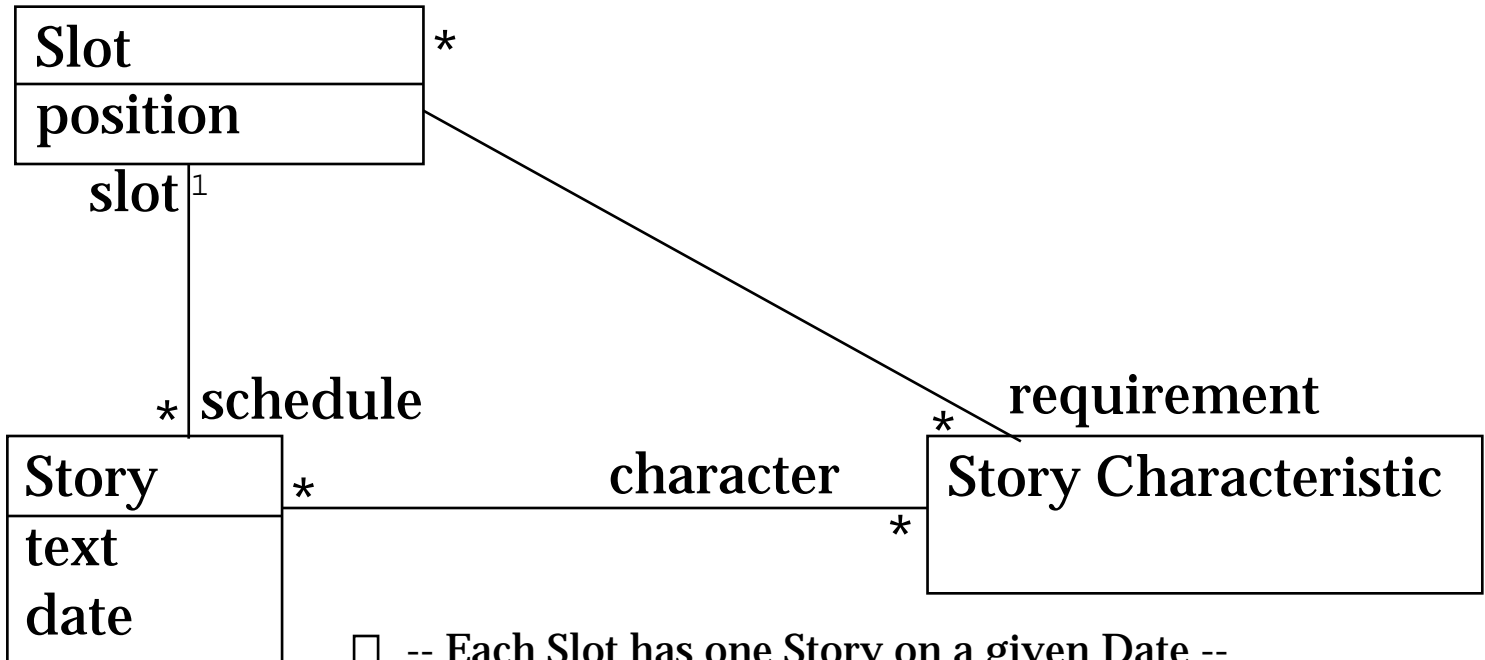 Slot
*
position
slot
1
* schedule
requirement
*
Story
*
character
Story Characteristic
*
text
date
-- Each Slot has one Story on a given Date --